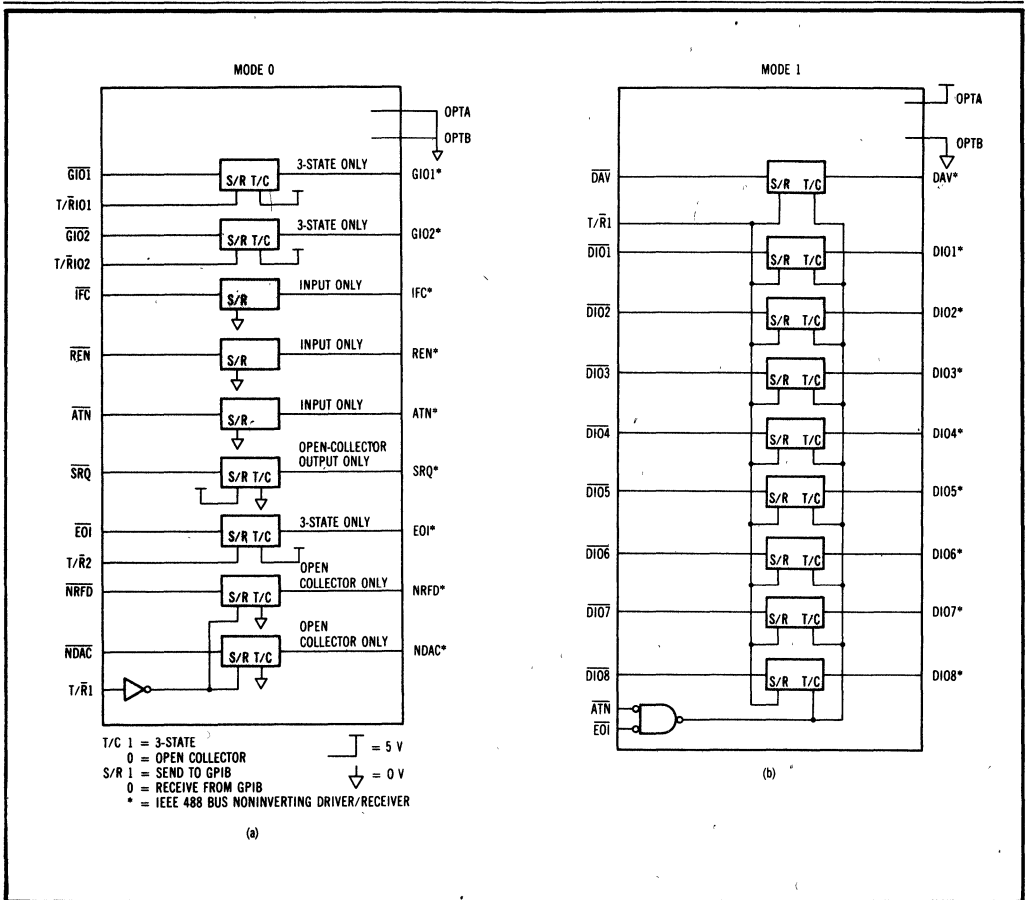 MODE 0
OPTA
OPTB
GIO1 S/R T/C 3-STATE ONLY GIO1*
T/R̅IO1
GIO2 S/R T/C 3-STATE ONLY GIO2*
T/R̅IO2
IFC S/R INPUT ONLY IFC*
REN S/R INPUT ONLY REN*
ATN S/R INPUT ONLY ATN*
SRQ S/R T/C OPEN-COLLECTOR OUTPUT ONLY SRQ*
EOI S/R T/C 3-STATE ONLY EOI*
T/R̅2
NRFD S/R T/C OPEN COLLECTOR ONLY NRFD*
NDAC S/R T/C OPEN COLLECTOR ONLY NDAC*
T/R̅1
T/C 1 = 3-STATE
0 = OPEN COLLECTOR
S/R 1 = SEND TO GPIB
0 = RECEIVE FROM GPIB
* = IEEE 488 BUS NONINVERTING DRIVER/RECEIVER
= 5 V
= 0 V
(a)
MODE 1
OPTA
OPTB
DAV S/R T/C DAV*
T/R̅1
DIO1 S/R T/C DIO1*
DIO2 S/R T/C DIO2*
DIO3 S/R T/C DIO3*
DIO4 S/R T/C DIO4*
DIO5 S/R T/C DIO5*
DIO6 S/R T/C DIO6*
DIO7 S/R T/C DIO7*
DIO8 S/R T/C DIO8*
ATN
EOI
(b)